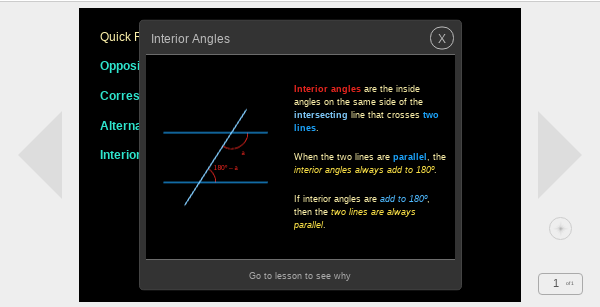 Quick
Interior Angles
X
Opposi
Corres
Alterna
Interior
Interior angles are the inside
angles on the same side of the
intersecting line that crosses two
lines.
When the two lines are parallel, the
interior angles always add to 180º.
If interior angles are add to 180º,
then the two lines are always
parallel.
a
180° – a
Go to lesson to see why
1 of 1